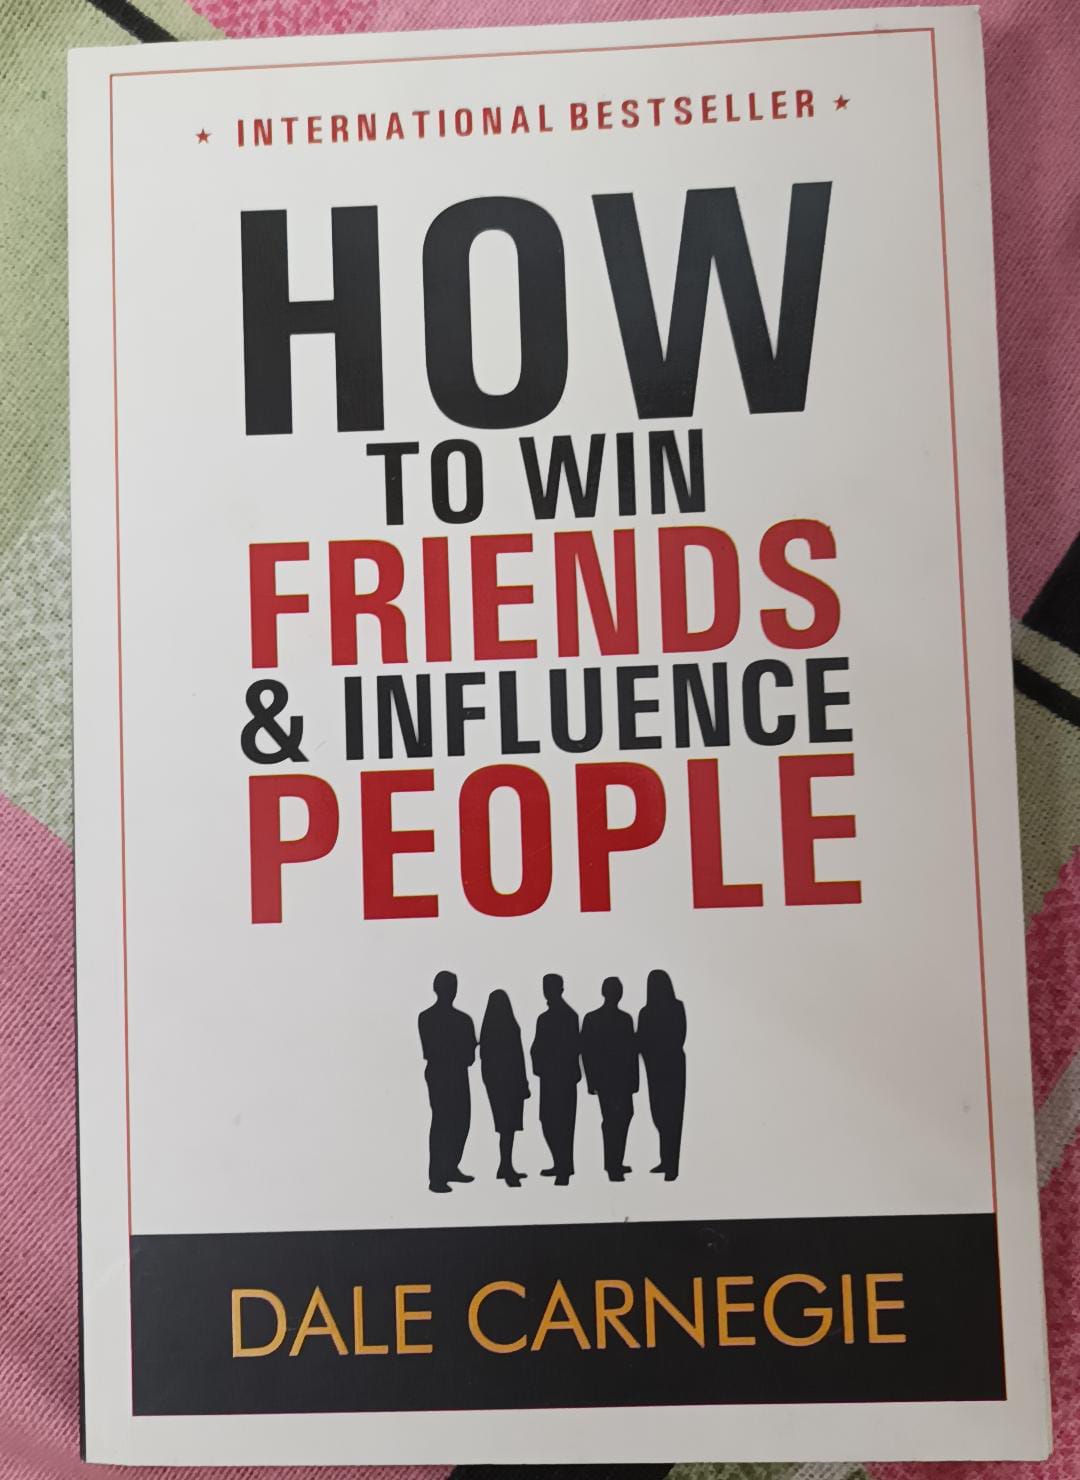 ★ INTERNATIONAL BESTSELLER ★
HOW
TO WIN
FRIENDS
& INFLUENCE
PEOPLE
DALE CARNEGIE